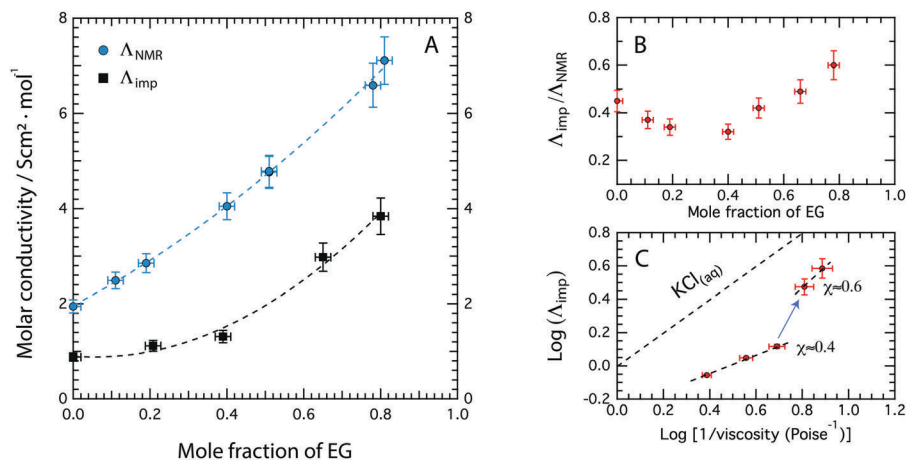 8
6
4
2
0
8
6
4
2
0
A
Λ_NMR
Λ_imp
Molar conductivity / Scm² · mol⁻¹
0.0 0.2 0.4 0.6 0.8 1.0
Mole fraction of EG
B
0.8
0.6
0.4
0.2
Λ_imp/Λ_NMR
0.0 0.2 0.4 0.6 0.8 1.0
Mole fraction of EG
C
0.8
0.6
0.4
0.2
0.0
-0.2
Log (Λ_imp)
KCl(aq)
χ≈0.6
χ≈0.4
0.0 0.2 0.4 0.6 0.8 1.0 1.2
Log [1/viscosity (Poise⁻¹)]